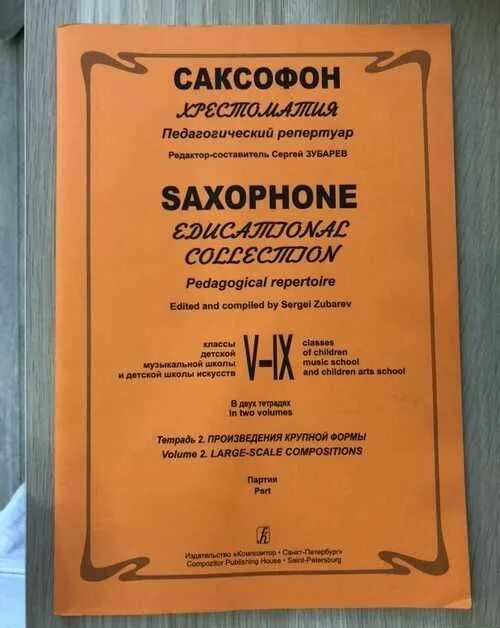 САКСОФОН
ХРЕСТОМАТИЯ
Педагогический репертуар
Редактор-составитель Сергей ЗУБАРЕВ
SAXOPHONE
EDUCATIONAL
COLLECTION
Pedagogical repertoire
Edited and compiled by Sergei Zubarev
классы
детской
музыкальной школы
и детской школы искусств
V–IX
classes
of children
music school
and children arts school
В двух тетрадях
In two volumes
Тетрадь 2. ПРОИЗВЕДЕНИЯ КРУПНОЙ ФОРМЫ
Volume 2. LARGE-SCALE COMPOSITIONS
Партия
Part
Издательство «Композитор • Санкт-Петербург»
Compozitor Publishing House • Saint-Petersburg